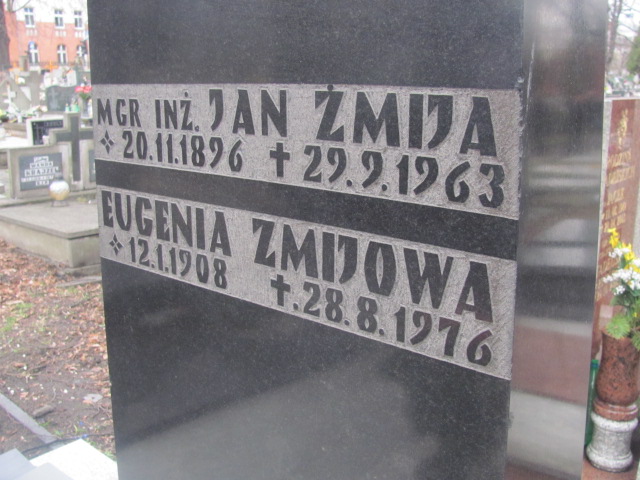 MGR INŻ. JAN ŻMIJA
20.11.1896 ✝ 29.9.1963
EUGENIA ŻMIJOWA
12.1.1908 ✝. 28.8.1976